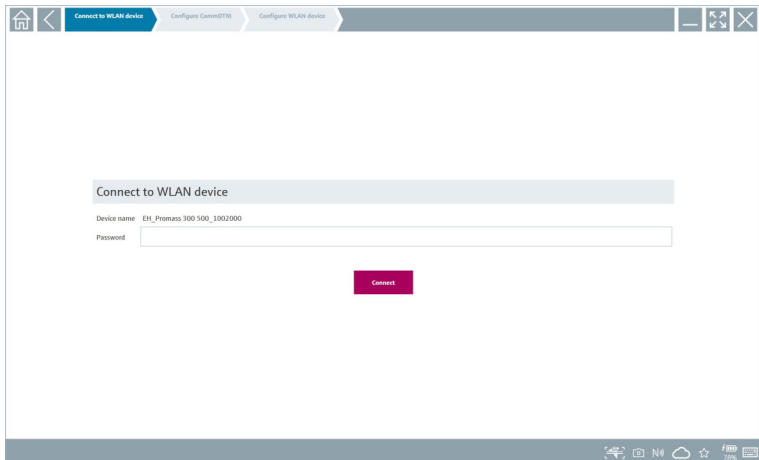 Connect to WLAN device
Configure CommDTM
Configure WLAN device
Connect to WLAN device
Device name EH_Promass 300 500_1002000
Password
Connect
78%